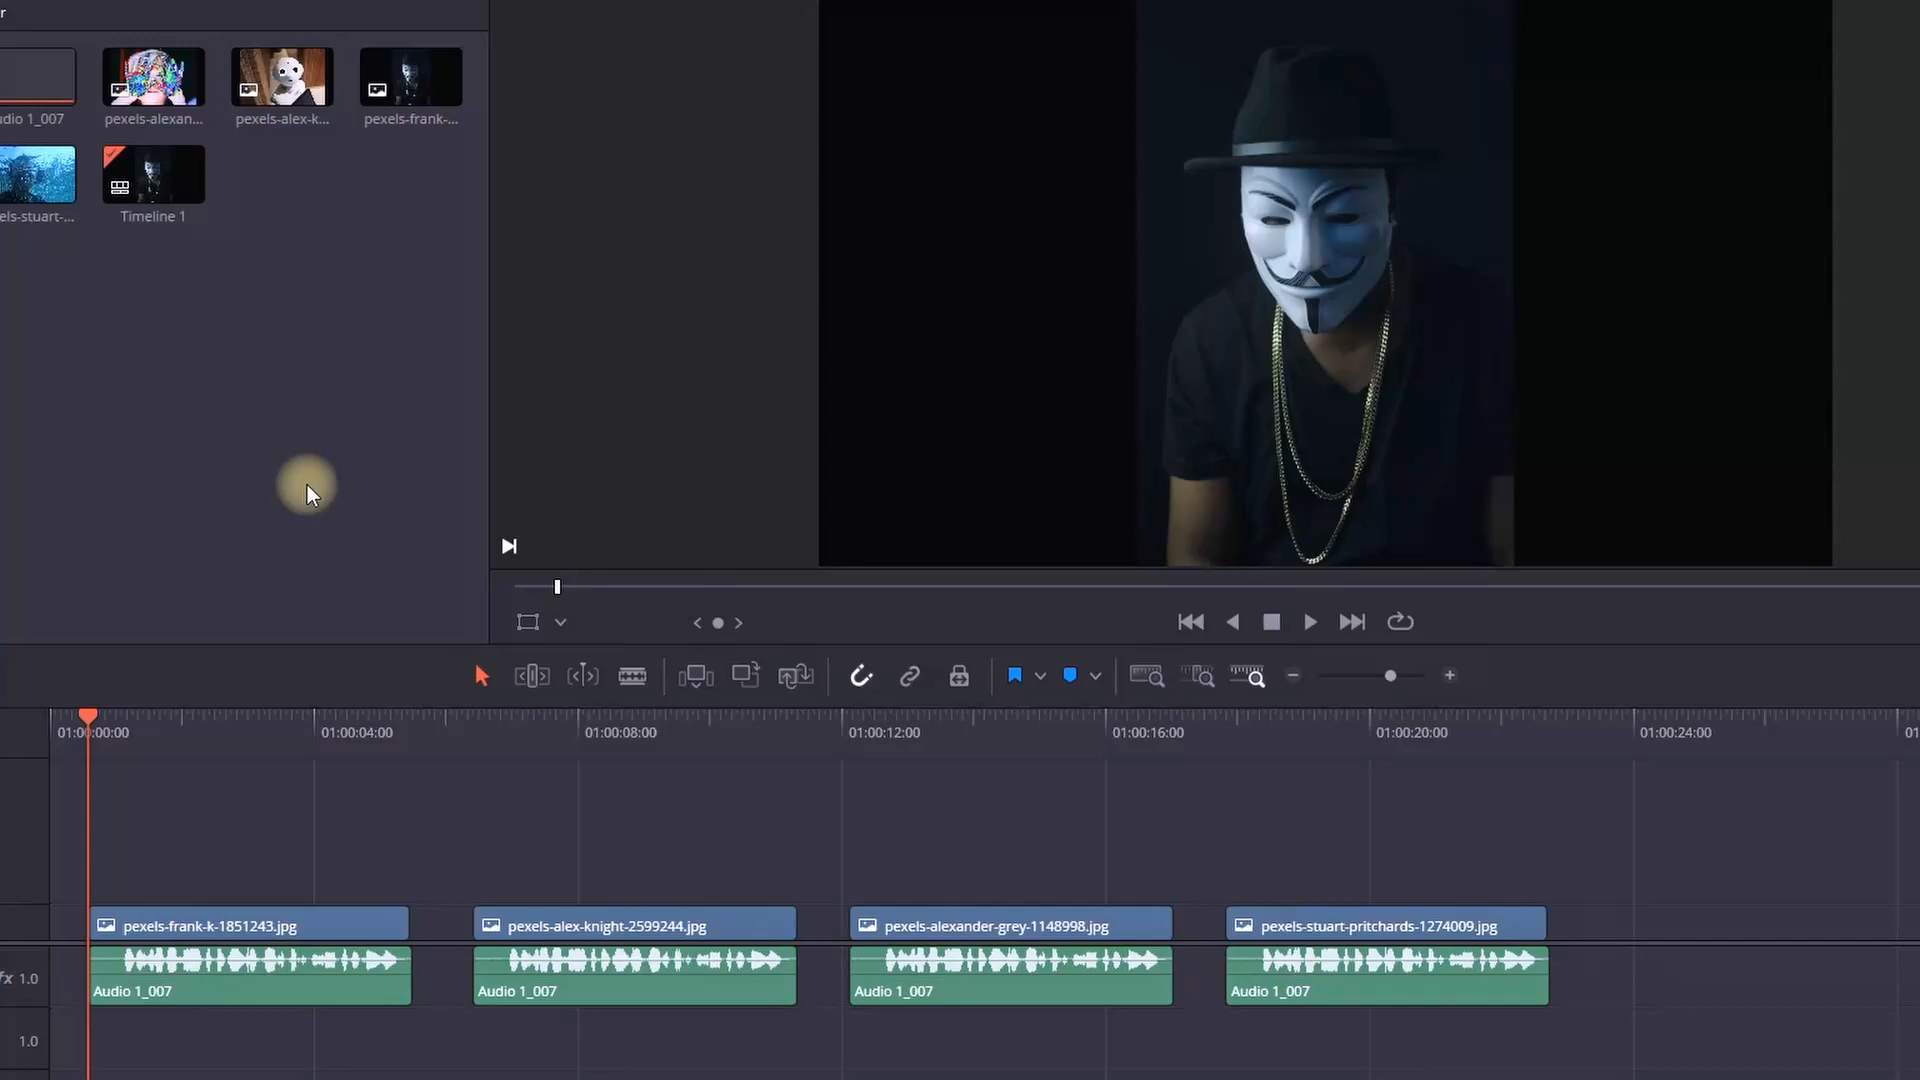 r
udio 1_007
pexels-alexan...
pexels-alex-k...
pexels-frank-...
els-stuart-...
Timeline 1
01:00:00:00
01:00:04:00
01:00:08:00
01:00:12:00
01:00:16:00
01:00:20:00
01:00:24:00
01
pexels-frank-k-1851243.jpg
pexels-alex-knight-2599244.jpg
pexels-alexander-grey-1148998.jpg
pexels-stuart-pritchards-1274009.jpg
fx 1.0
Audio 1_007
Audio 1_007
Audio 1_007
Audio 1_007
1.0